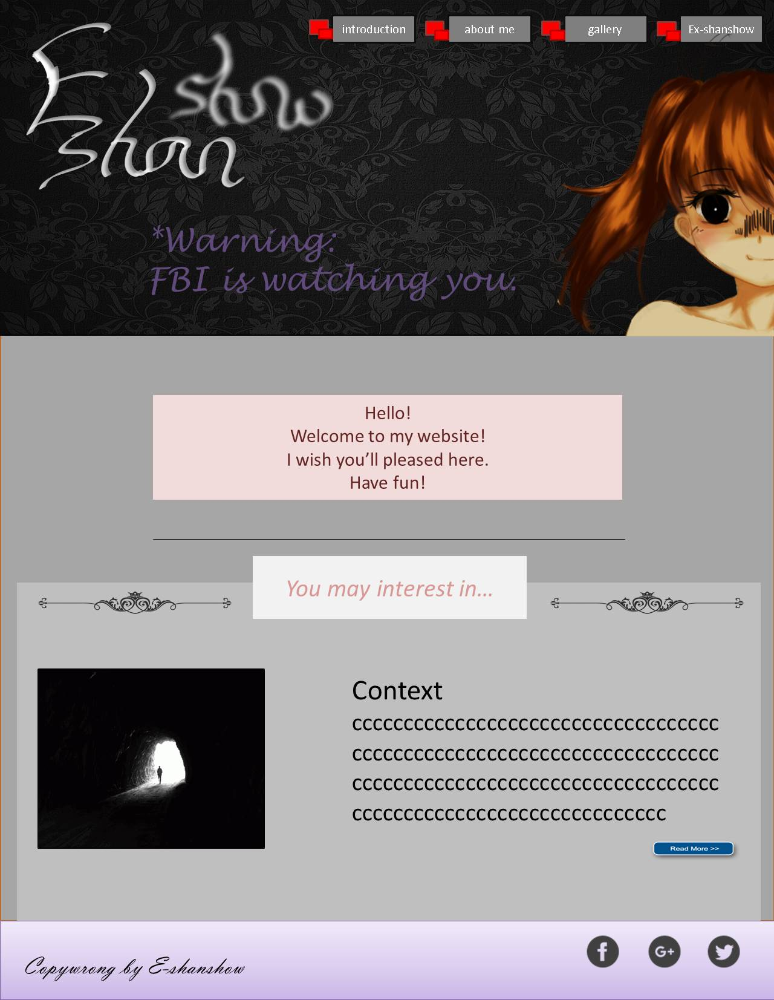 introduction
about me
gallery
Ex-shanshow
E
shan
show
*Warning:
FBI is watching you.
Hello!
Welcome to my website!
I wish you’ll pleased here.
Have fun!
You may interest in…
Context
ccccccccccccccccccccccccccccccccccc
ccccccccccccccccccccccccccccccccccc
ccccccccccccccccccccccccccccccccccc
cccccccccccccccccccccccccccccc
Read More >>
Copywrong by E-shanshow
f
G+